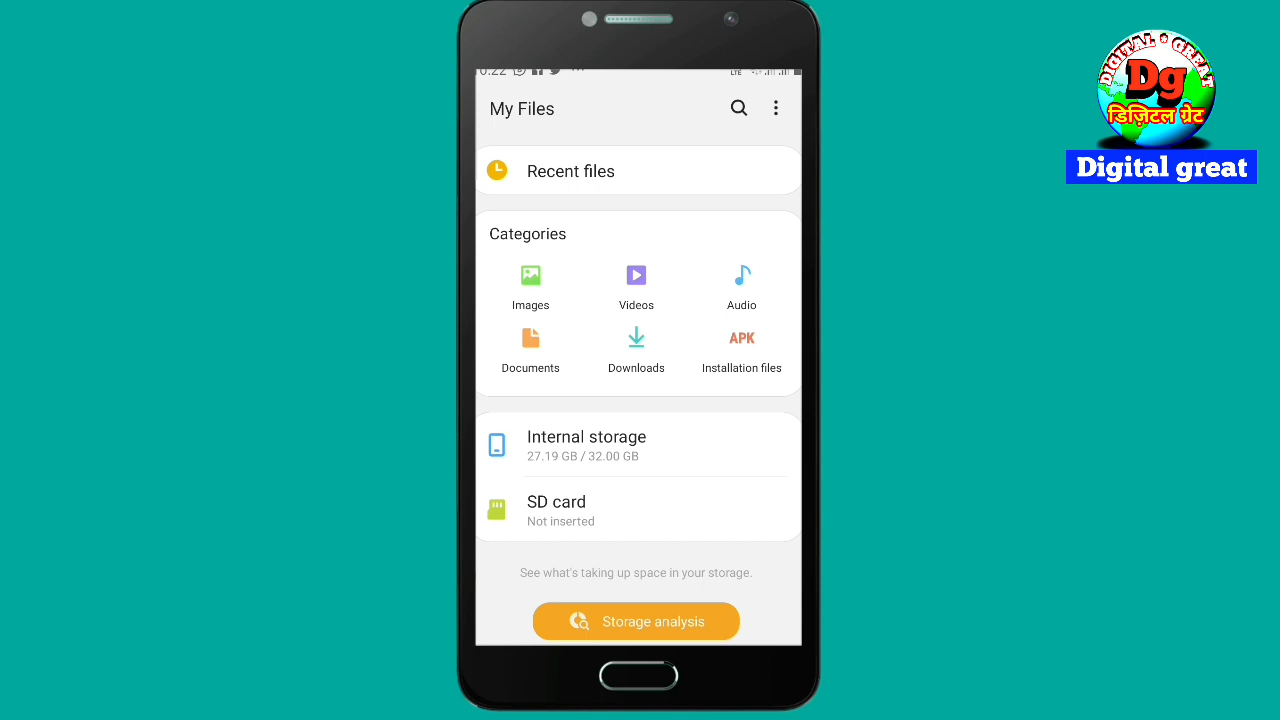 My Files
Recent files
Categories
Images
Videos
Audio
Documents
Downloads
APK
Installation files
Internal storage
27.19 GB / 32.00 GB
SD card
Not inserted
See what's taking up space in your storage.
Storage analysis
DIGITAL * GREAT
Dg
डिज़िटल ग्रेट
Digital great